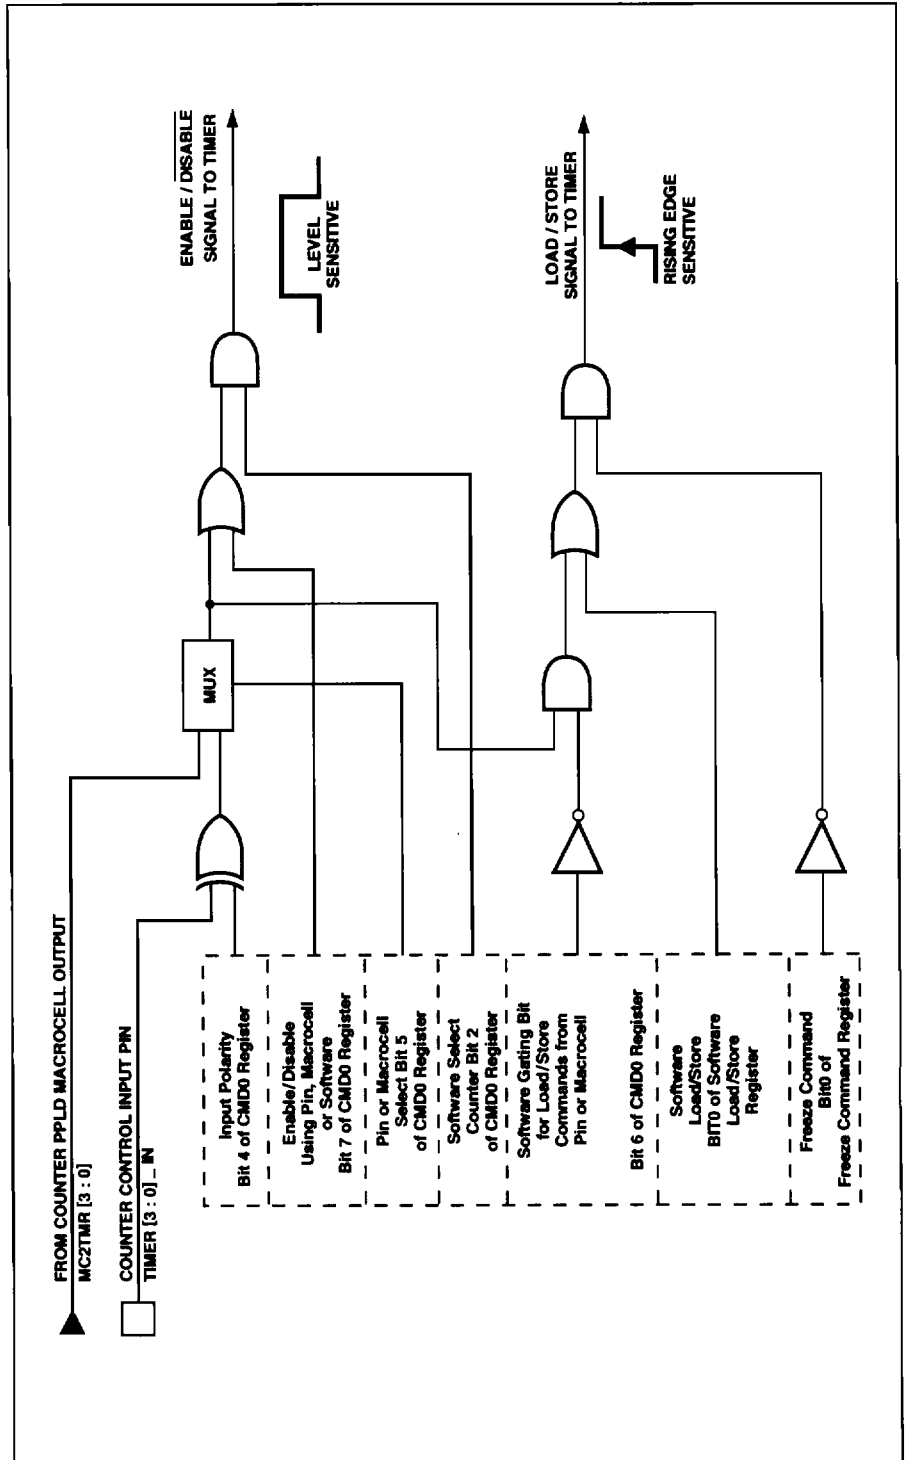 FROM COUNTER PPLD MACROCELL OUTPUT
MC2TMR [3 : 0]
COUNTER CONTROL INPUT PIN
TIMER [3 : 0] _ IN
Input Polarity
Bit 4 of CMD0 Register
Enable/Disable
Using Pin, Macrocell
or Software
Bit 7 of CMD0 Register
Pin or Macrocell
Select Bit 5
of CMD0 Register
Software Select
Counter Bit 2
of CMD0 Register
Software Gating Bit
for Load/Store
Commands from
Pin or Macrocell
Bit 6 of CMD0 Register
Software
Load/Store
BIT0 of Software
Load/Store
Register
Freeze Command
Bit0 of
Freeze Command Register
MUX
ENABLE / DISABLE
SIGNAL TO TIMER
LEVEL
SENSITIVE
LOAD / STORE
SIGNAL TO TIMER
RISING EDGE
SENSITIVE